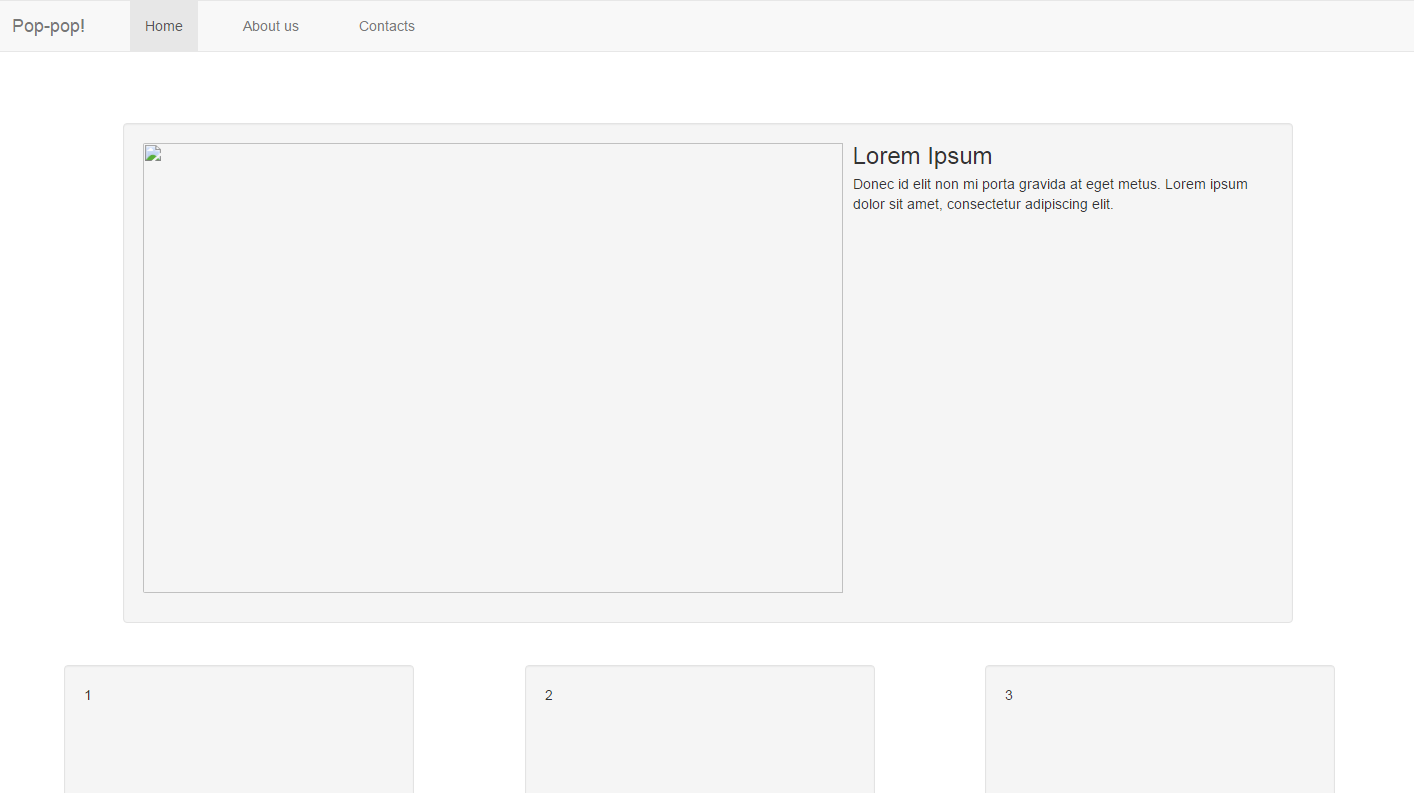 Pop-pop! Home About us Contacts
Lorem Ipsum
Donec id elit non mi porta gravida at eget metus. Lorem ipsum
dolor sit amet, consectetur adipiscing elit.
1 2 3